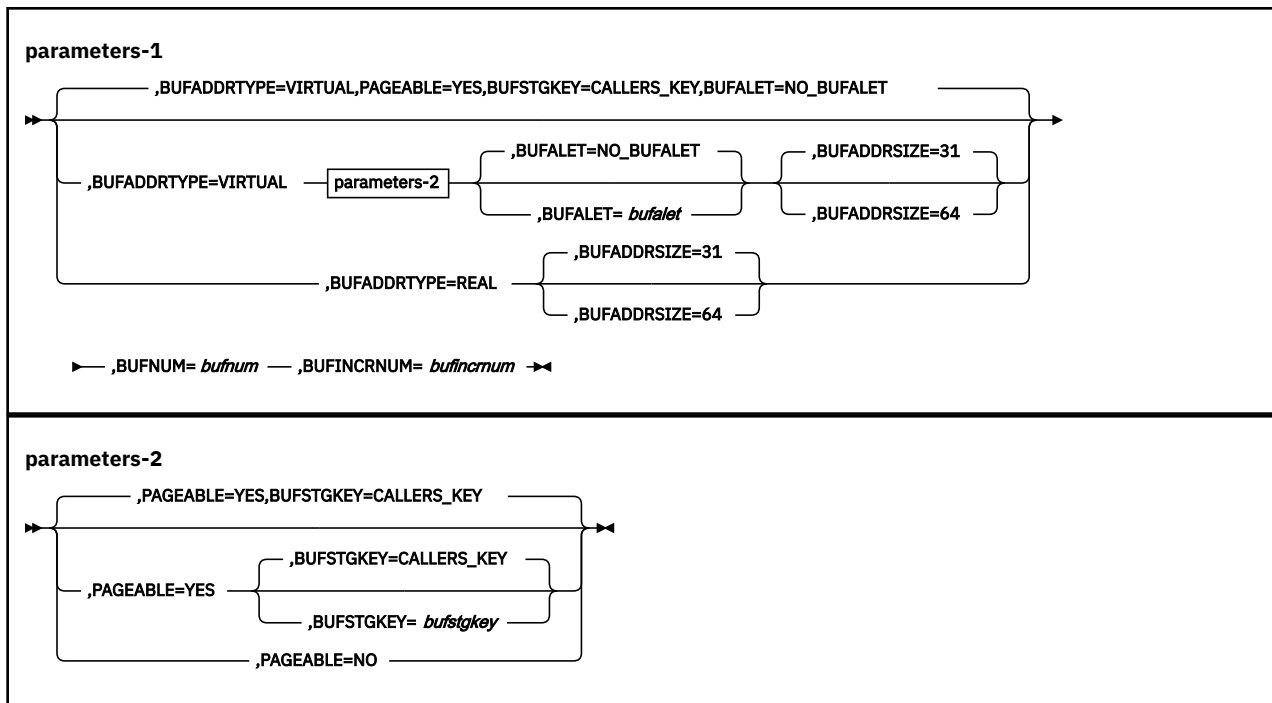 parameters-1
,BUFADDRTYPE=VIRTUAL,PAGEABLE=YES,BUFSTGKEY=CALLERS_KEY,BUFALET=NO_BUFALET
,BUFADDRTYPE=VIRTUAL
parameters-2
,BUFALET=NO_BUFALET
,BUFALET= bufalet
,BUFADDRSIZE=31
,BUFADDRSIZE=64
,BUFADDRTYPE=REAL
,BUFADDRSIZE=31
,BUFADDRSIZE=64
,BUFNUM= bufnum
,BUFINCRNUM= bufincrnum
parameters-2
,PAGEABLE=YES,BUFSTGKEY=CALLERS_KEY
,PAGEABLE=YES
,BUFSTGKEY=CALLERS_KEY
,BUFSTGKEY= bufstgkey
,PAGEABLE=NO